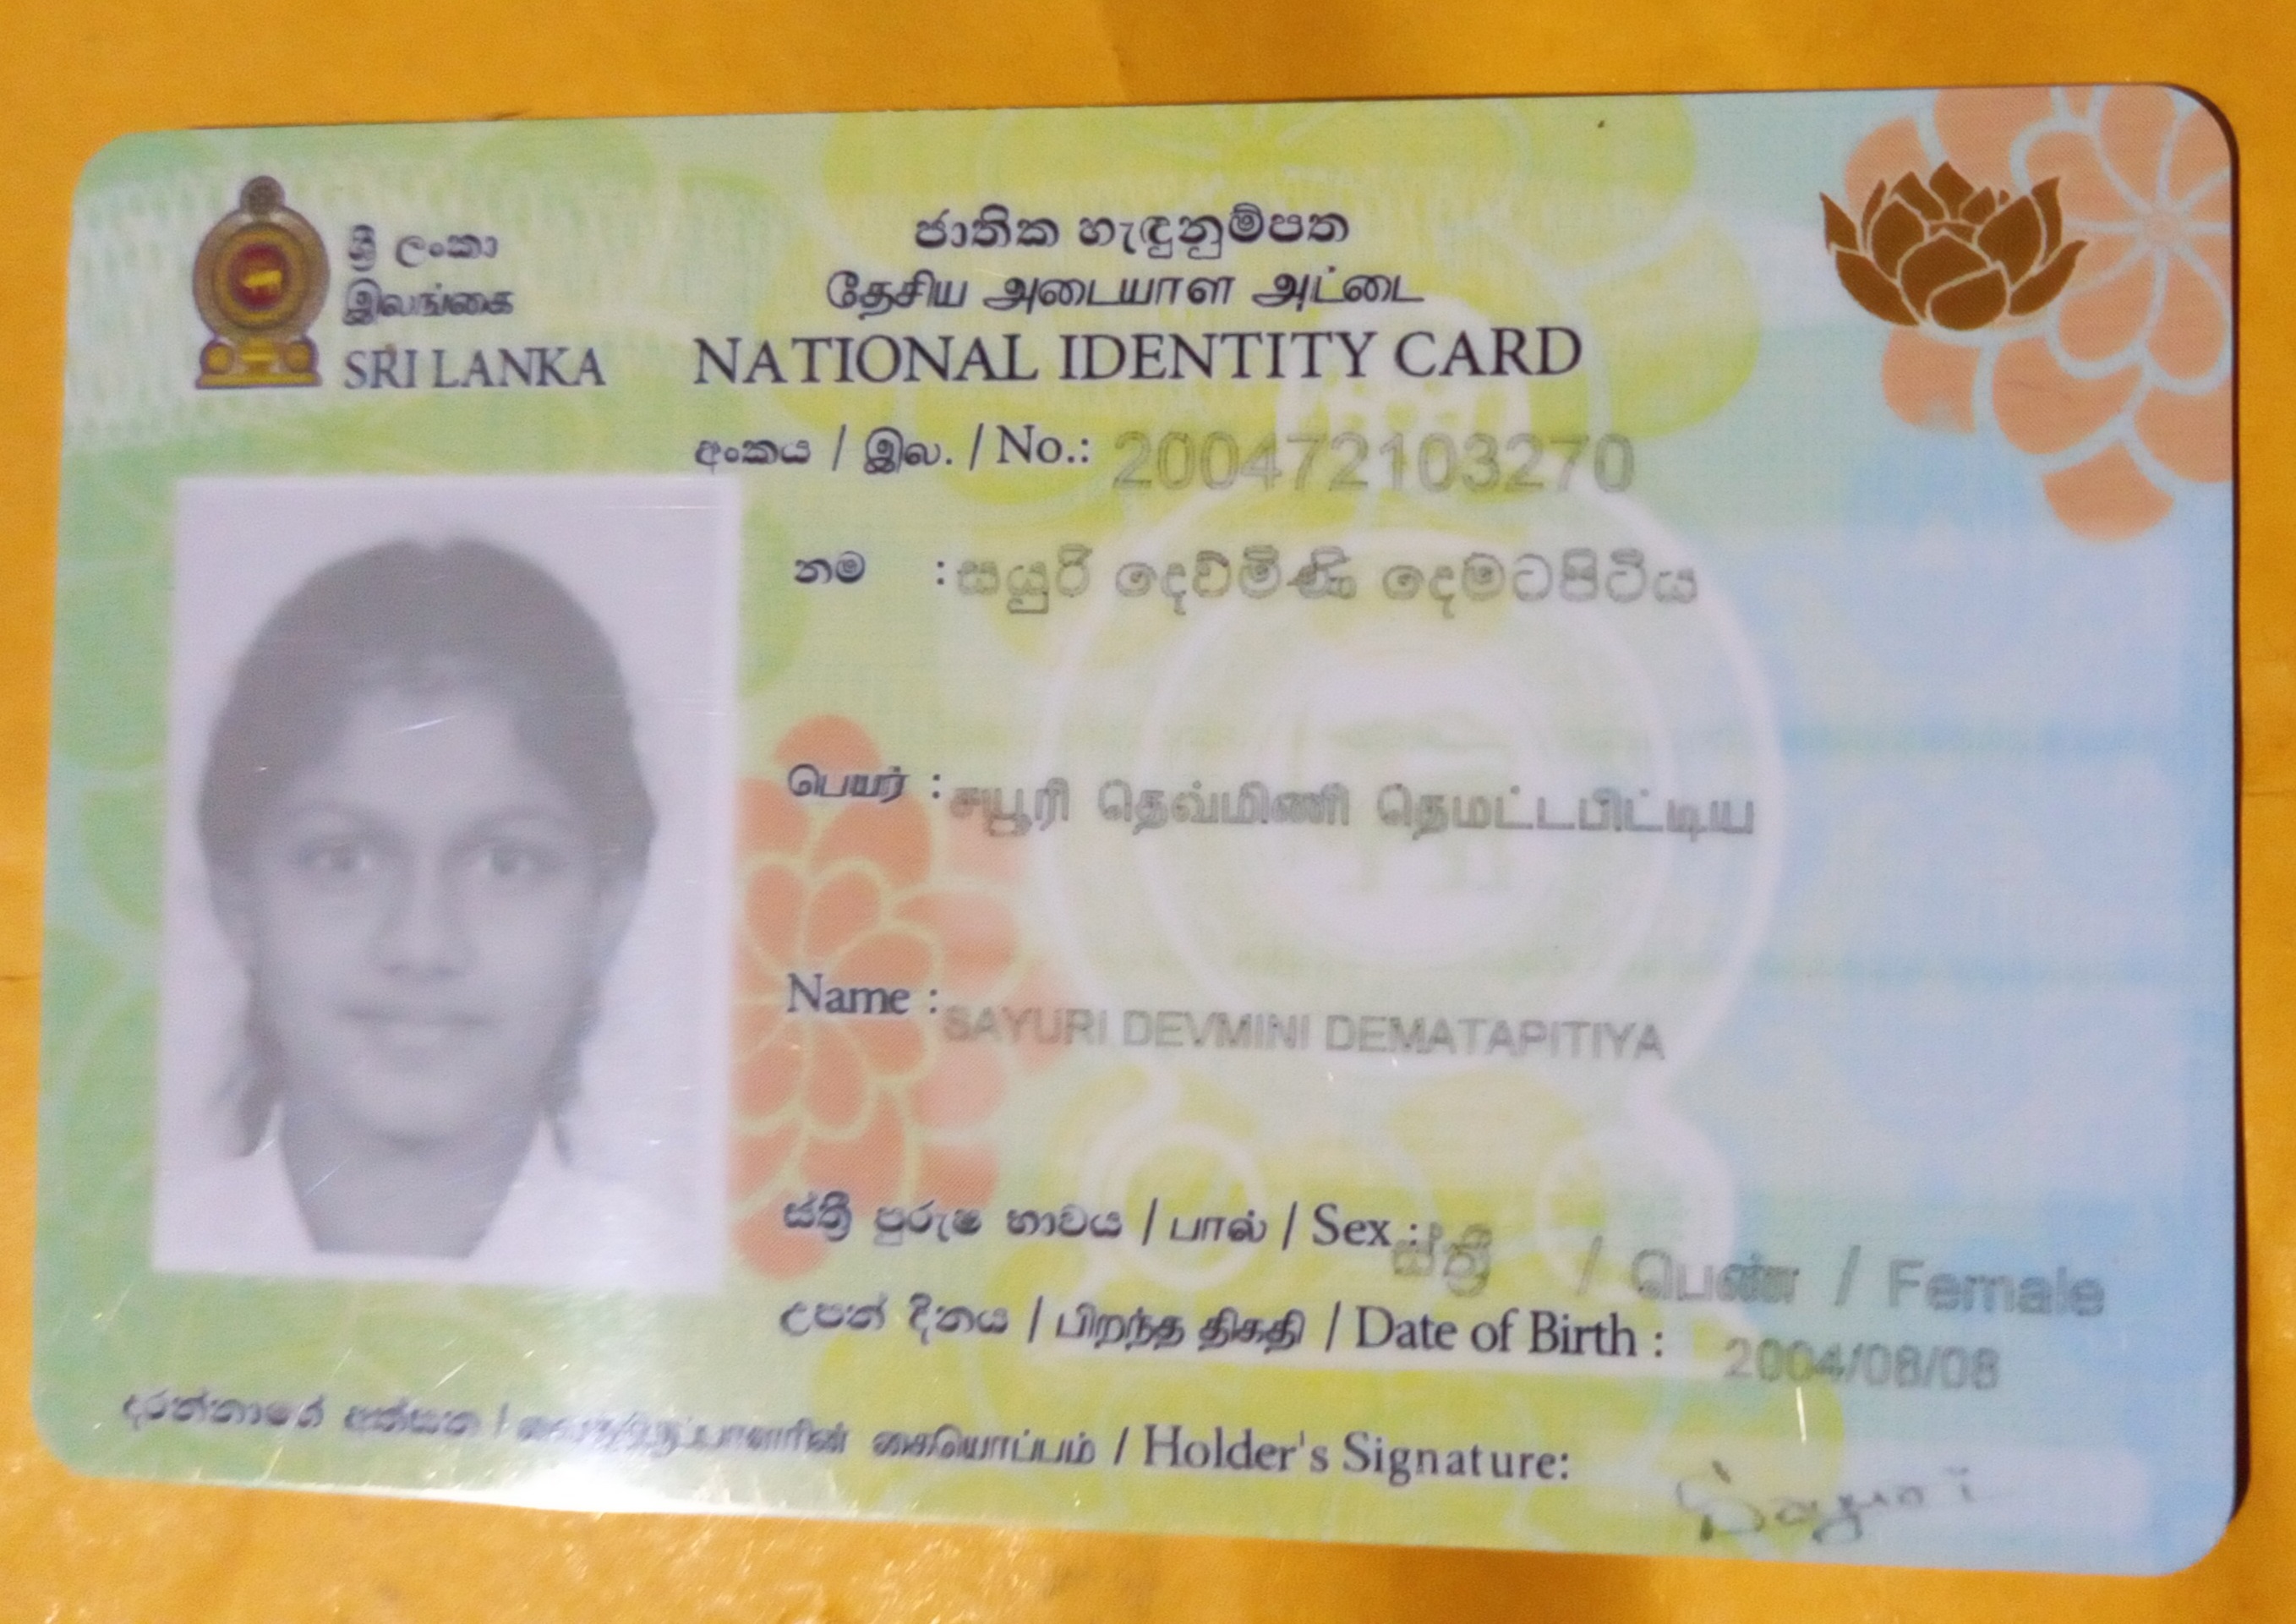 ශ්‍රී ලංකා
இலங்கை
SRI LANKA
ජාතික හැඳුනුම්පත
தேசிய அடையாள அட்டை
NATIONAL IDENTITY CARD
අංකය / இல. / No.: 200472103270
නම : සයුරි දෙව්මිණි දෙමටපිටිය
பெயர் : சயூரி தெவ்மிணி தெமட்டபிட்டிய
Name : SAYURI DEVMINI DEMATAPITIYA
ස්ත්‍රී පුරුෂ භාවය / பால் / Sex : ස්ත්‍රී / பெண் / Female
උපන් දිනය / பிறந்த திகதி / Date of Birth : 2004/08/08
දරන්නාගේ අත්සන / கையொப்பம் / Holder's Signature:
Sayuri